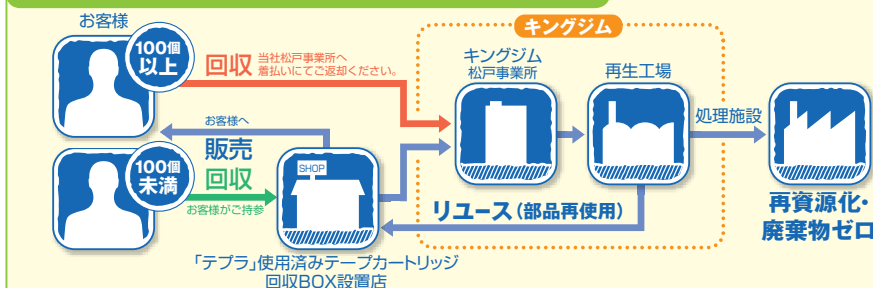 お客様
100個
以上
回収
当社松戸事業所へ
着払いにてご返却ください。
キングジム
キングジム
松戸事業所
再生工場
処理施設
再資源化・
廃棄物ゼロ
お客様へ
販売
回収
お客様がご持参
100個
未満
SHOP
リユース(部品再使用)
「テプラ」使用済みテープカートリッジ
回収BOX設置店